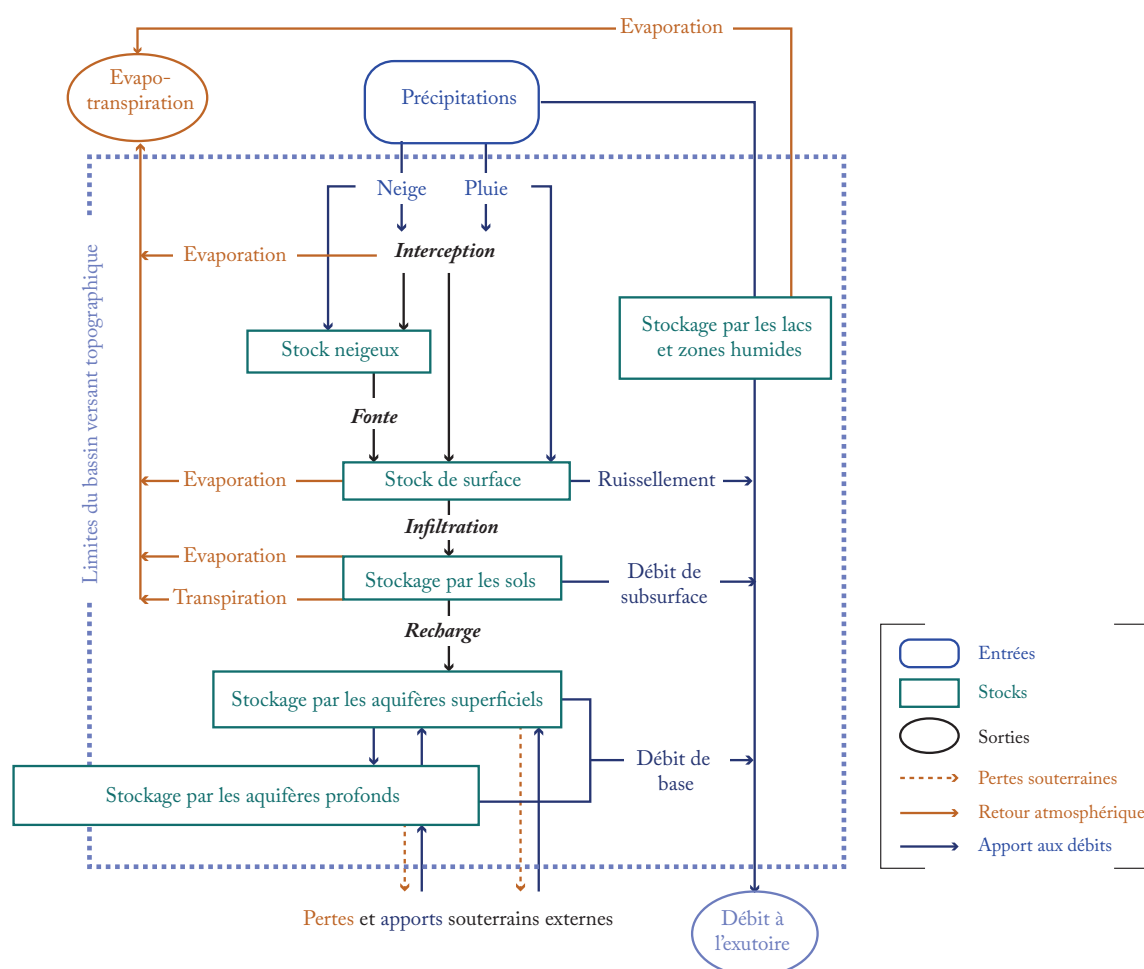 Evaporation
Evapo-
transpiration
Précipitations
Neige
Pluie
Evaporation
Interception
Limites du bassin versant topographique
Stockage par les lacs
et zones humides
Stock neigeux
Fonte
Evaporation
Stock de surface
Ruissellement
Infiltration
Evaporation
Stockage par les sols
Débit de
subsurface
Transpiration
Recharge
Stockage par les aquifères superficiels
Débit de
base
Stockage par les aquifères profonds
Pertes et apports souterrains externes
Débit à
l'exutoire
Entrées
Stocks
Sorties
Pertes souterraines
Retour atmosphérique
Apport aux débits